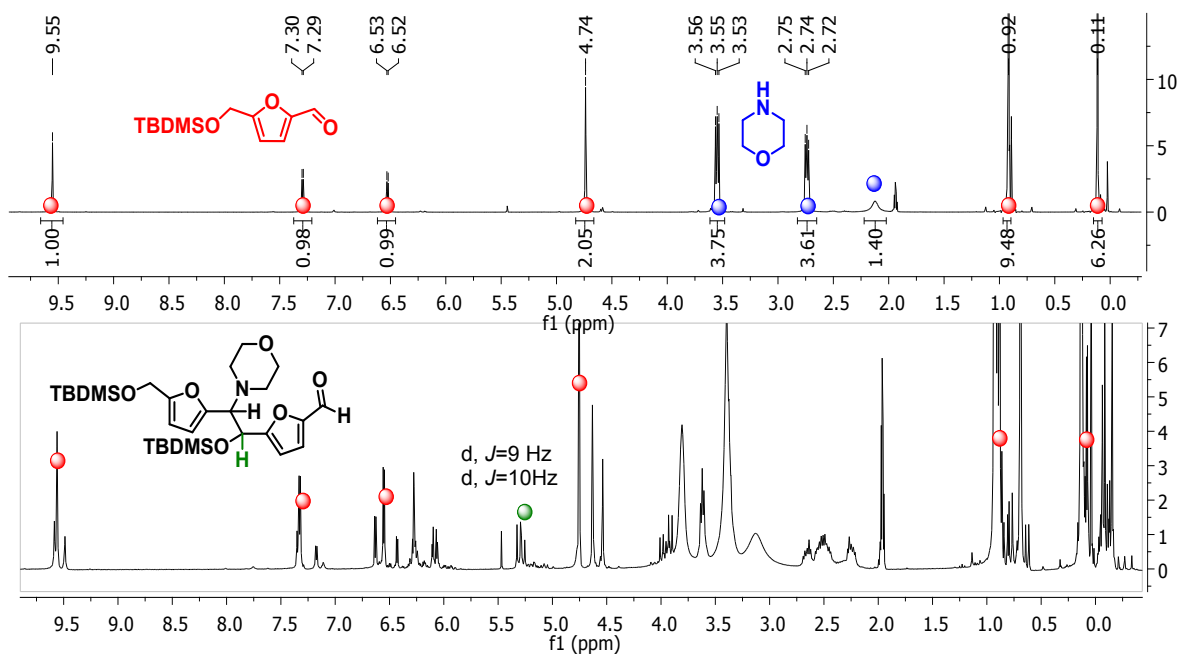 9.55 7.30 7.29 6.53 6.52 4.74 3.56 3.55 3.53 2.75 2.74 2.72 0.92 0.11
TBDMSO O O
H
N
O
10
5
0
1.00 0.98 0.99 2.05 3.75 3.61 1.40 9.48 6.26
9.5 9.0 8.5 8.0 7.5 7.0 6.5 6.0 5.5 5.0 4.5 4.0 3.5 3.0 2.5 2.0 1.5 1.0 0.5 0.0
f1 (ppm)
7
6
5
4
3
2
1
0
O
N
TBDMSO O H O O H
TBDMSO H
d, J=9 Hz
d, J=10Hz
9.5 9.0 8.5 8.0 7.5 7.0 6.5 6.0 5.5 5.0 4.5 4.0 3.5 3.0 2.5 2.0 1.5 1.0 0.5 0.0
f1 (ppm)